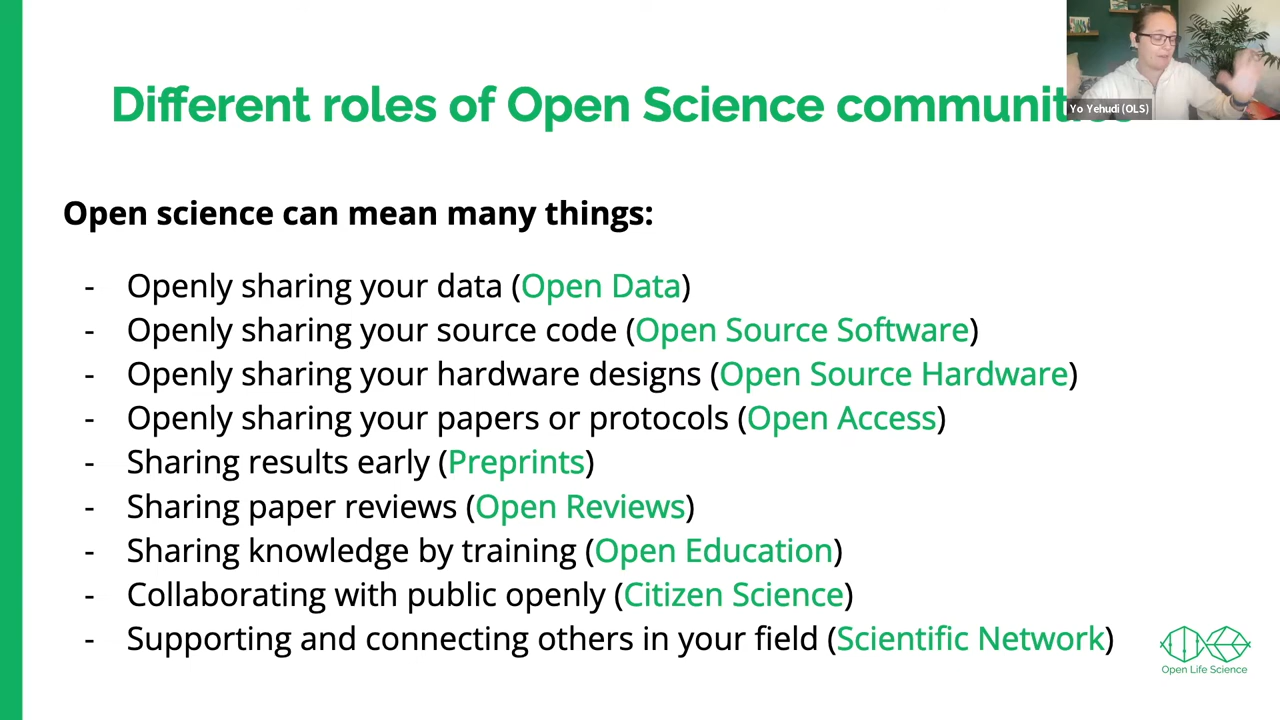 Different roles of Open Science communities
Yo Yehudi (OLS)
Open science can mean many things:
- Openly sharing your data (Open Data)
- Openly sharing your source code (Open Source Software)
- Openly sharing your hardware designs (Open Source Hardware)
- Openly sharing your papers or protocols (Open Access)
- Sharing results early (Preprints)
- Sharing paper reviews (Open Reviews)
- Sharing knowledge by training (Open Education)
- Collaborating with public openly (Citizen Science)
- Supporting and connecting others in your field (Scientific Network)
Open Life Science